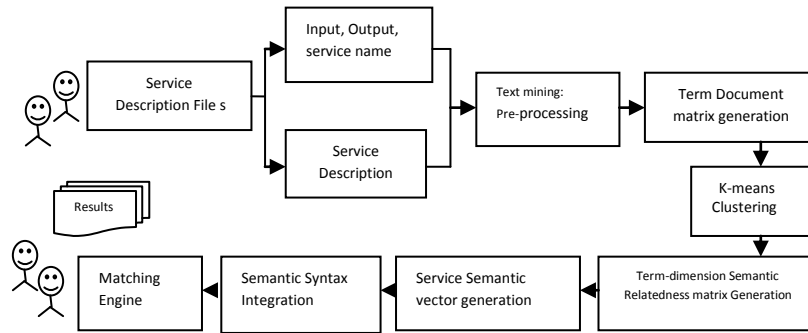 Service
Description File s
Input, Output,
service name
Service
Description
Text mining:
Pre-processing
Term Document
matrix generation
K-means
Clustering
Term-dimension Semantic
Relatedness matrix Generation
Service Semantic
vector generation
Semantic Syntax
Integration
Matching
Engine
Results